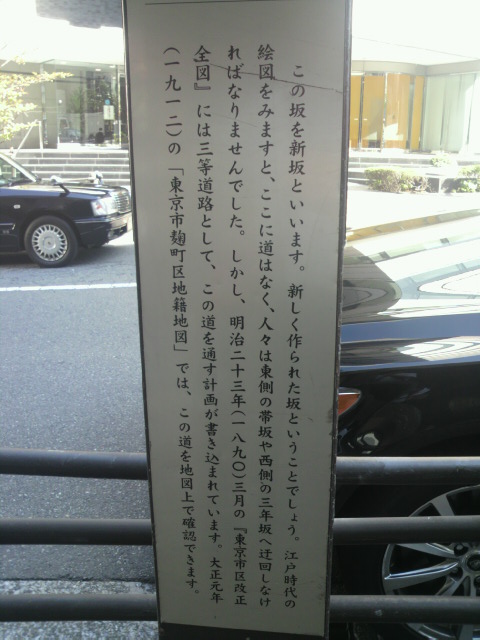 この坂を新坂といいます。新しく作られた坂ということでしょう。江戸時代の
絵図をみますと、ここに道はなく、人々は東側の帯坂や西側の三年坂へ迂回しなけ
ればなりませんでした。しかし、明治二十三年(一八九〇)三月の『東京市区改正
全図』には三等道路として、この道を通す計画が書き込まれています。大正元年
(一九一二)の「東京市麹町区地籍地図」では、この道を地図上で確認できます。